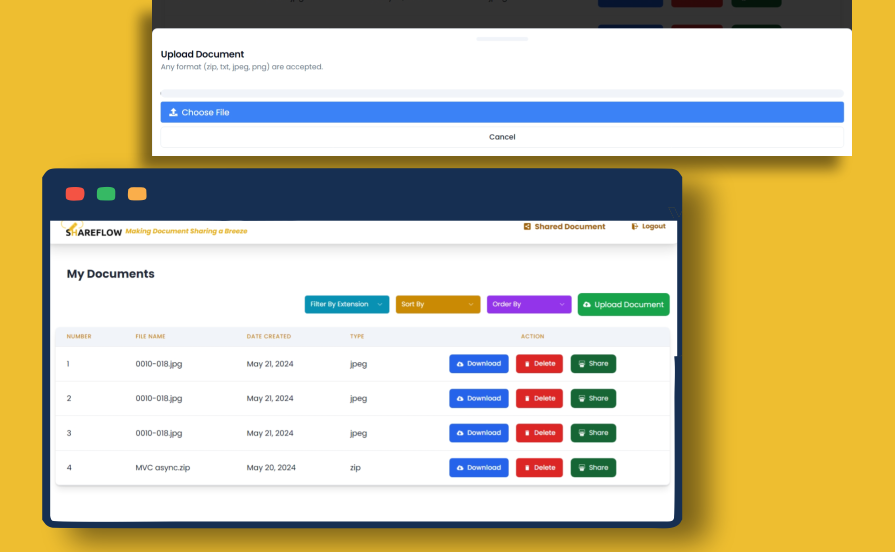 Upload Document
Any format (zip, txt, jpeg, png) are accepted.
Choose File
Cancel
SHAREFLOW Making Document Sharing a Breeze Shared Document Logout
My Documents
Filter By Extension Sort By Order By Upload Document
NUMBER FILE NAME DATE CREATED TYPE ACTION
1 0010-018.jpg May 21, 2024 jpeg Download Delete Share
2 0010-018.jpg May 21, 2024 jpeg Download Delete Share
3 0010-018.jpg May 21, 2024 jpeg Download Delete Share
4 MVC async.zip May 20, 2024 zip Download Delete Share